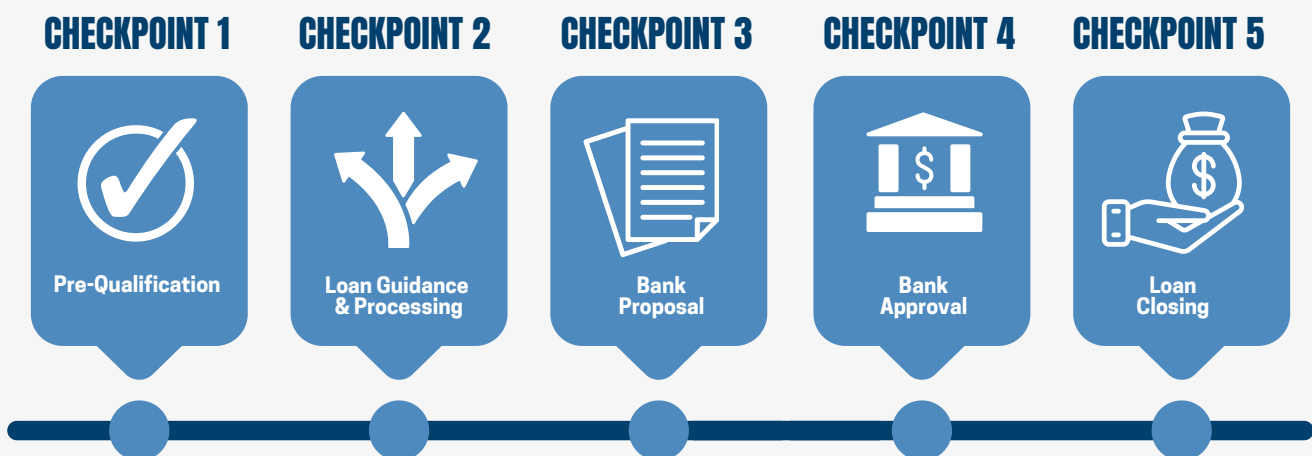 CHECKPOINT 1
CHECKPOINT 2
CHECKPOINT 3
CHECKPOINT 4
CHECKPOINT 5
Pre-Qualification
Loan Guidance
& Processing
Bank
Proposal
$
Bank
Approval
$
Loan
Closing